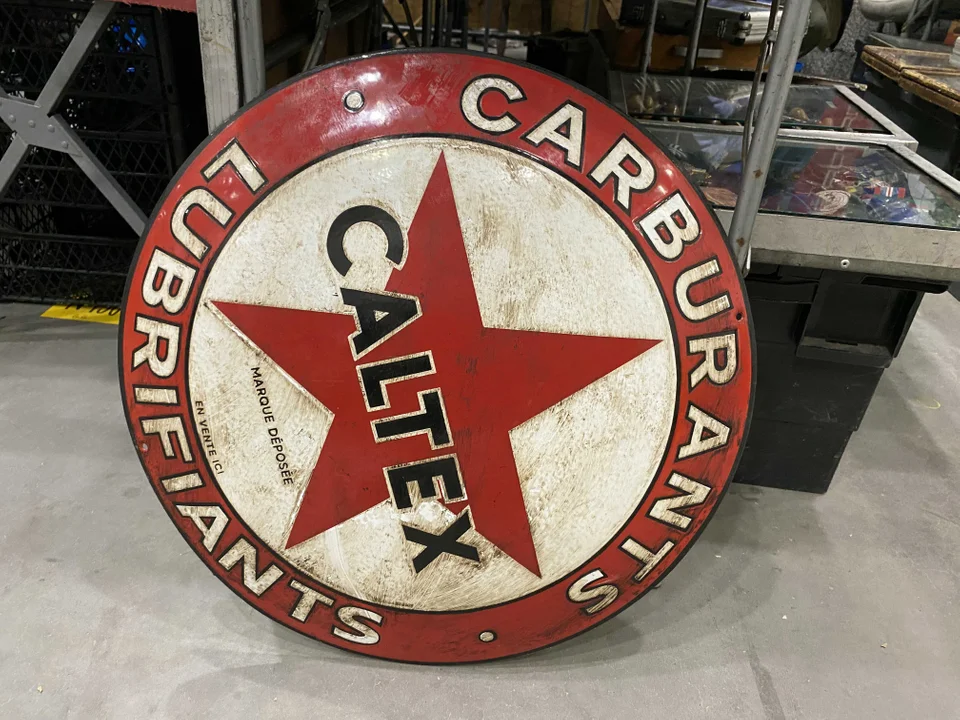 CARBURANTS
CALTEX
MARQUE DÉPOSÉE
EN VENTE ICI
LUBRIFIANTS